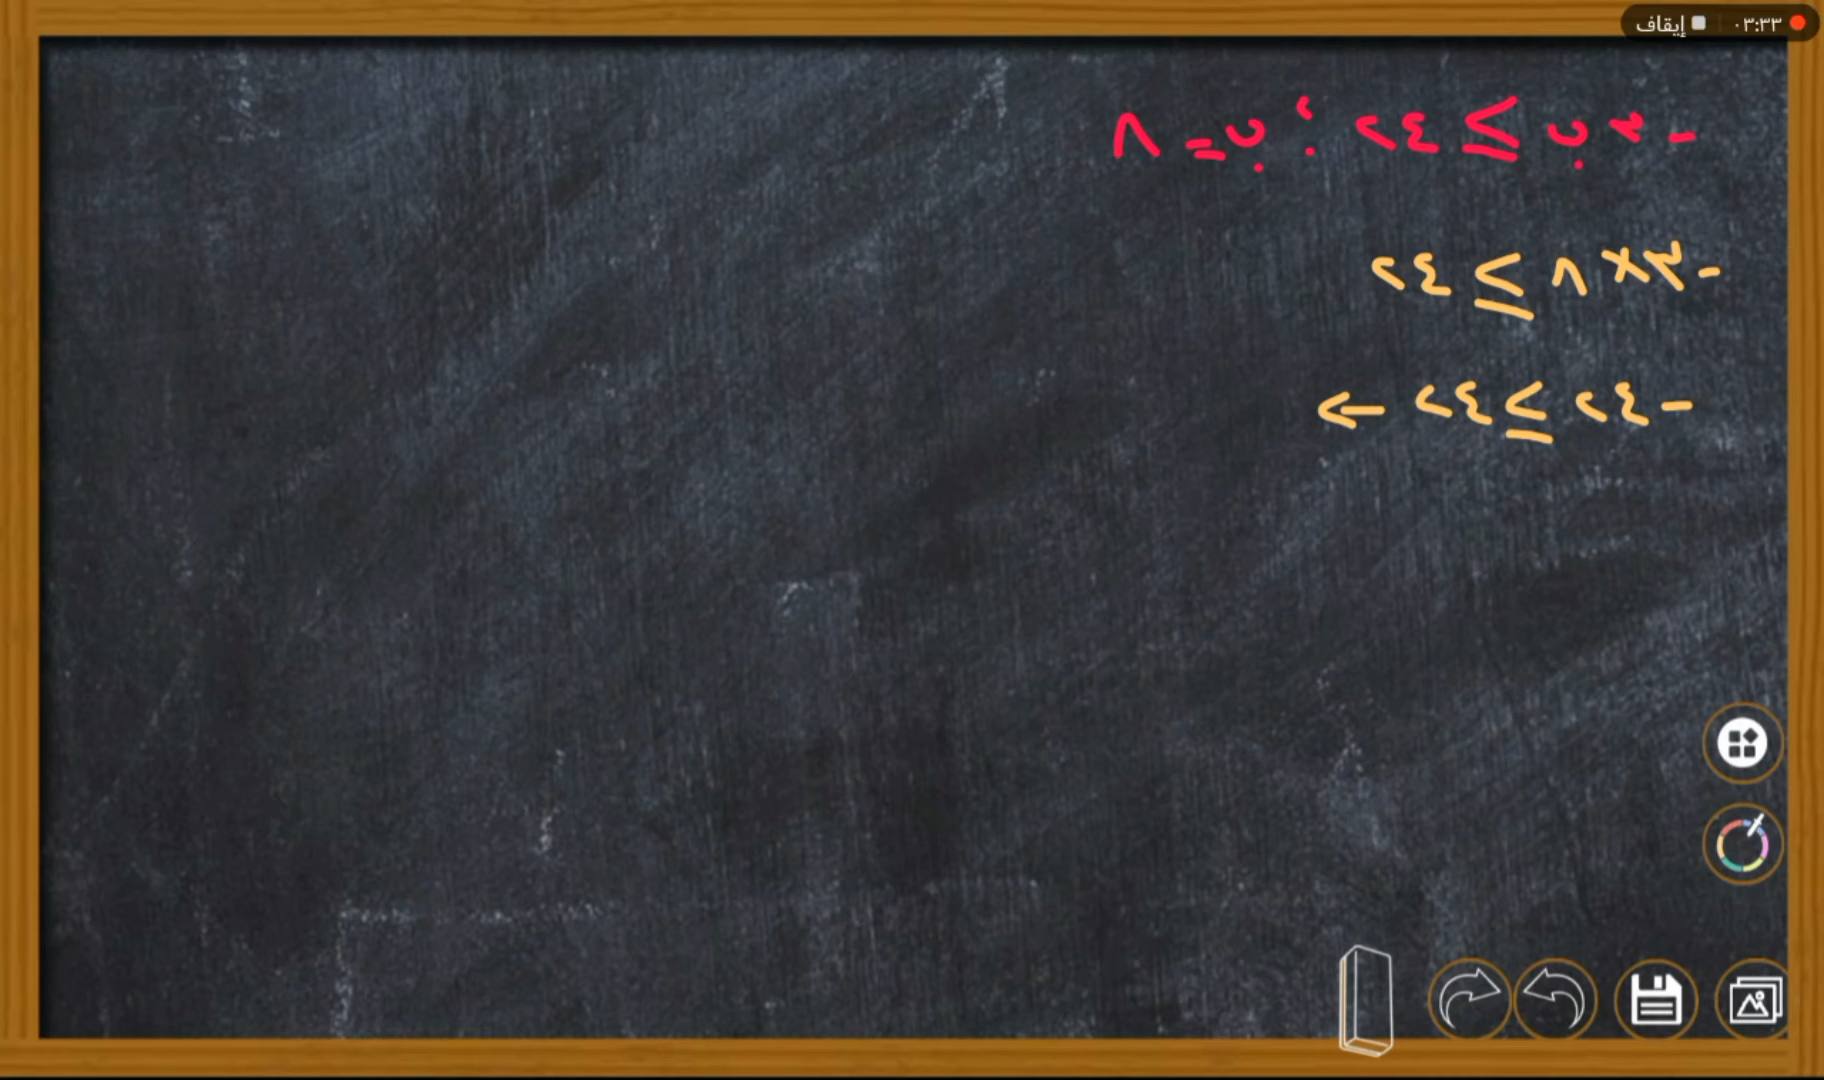 ٠٣:٣٣ إيقاف
-٣ب ≥ ٢٤ ؛ ب = ٨
-٣ × ٨ ≥ ٢٤
-٢٤ ≥ ٢٤ ←